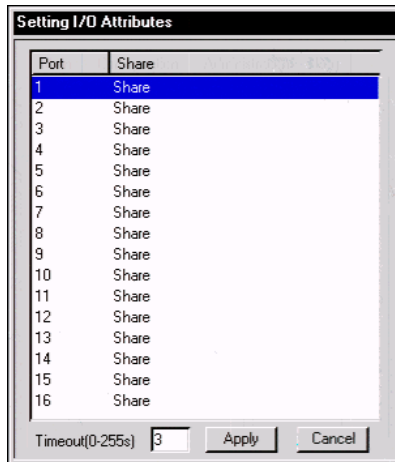 Setting I/O Attributes
Port Share
1 Share
2 Share
3 Share
4 Share
5 Share
6 Share
7 Share
8 Share
9 Share
10 Share
11 Share
12 Share
13 Share
14 Share
15 Share
16 Share
Timeout(0-255s) 3 Apply Cancel